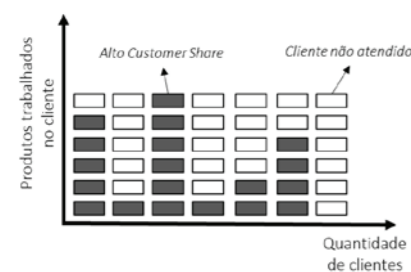 Alto Customer Share
Cliente não atendido
Produtos trabalhados
no cliente
Quantidade
de clientes